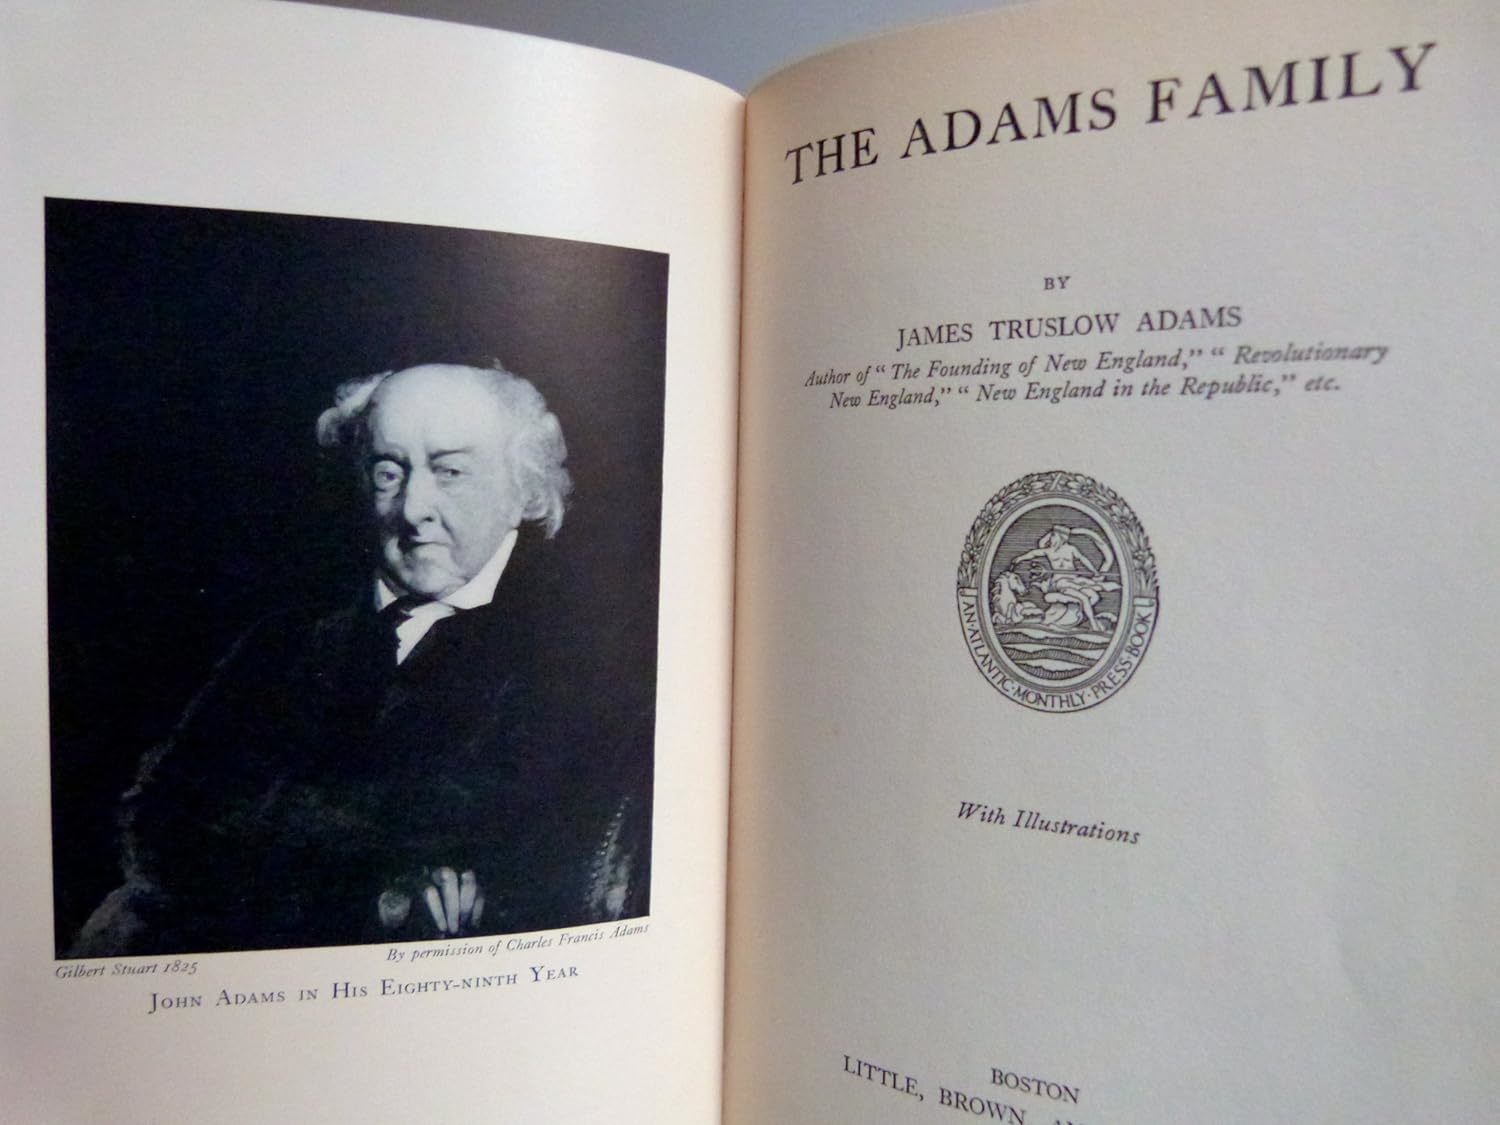 Gilbert Stuart 1825
By permission of Charles Francis Adams
JOHN ADAMS IN HIS EIGHTY-NINTH YEAR
THE ADAMS FAMILY
BY
JAMES TRUSLOW ADAMS
Author of “The Founding of New England,” “Revolutionary
New England,” “New England in the Republic,” etc.
AN·ATLANTIC·MONTHLY·PRESS·BOOK
With Illustrations
BOSTON
LITTLE, BROWN